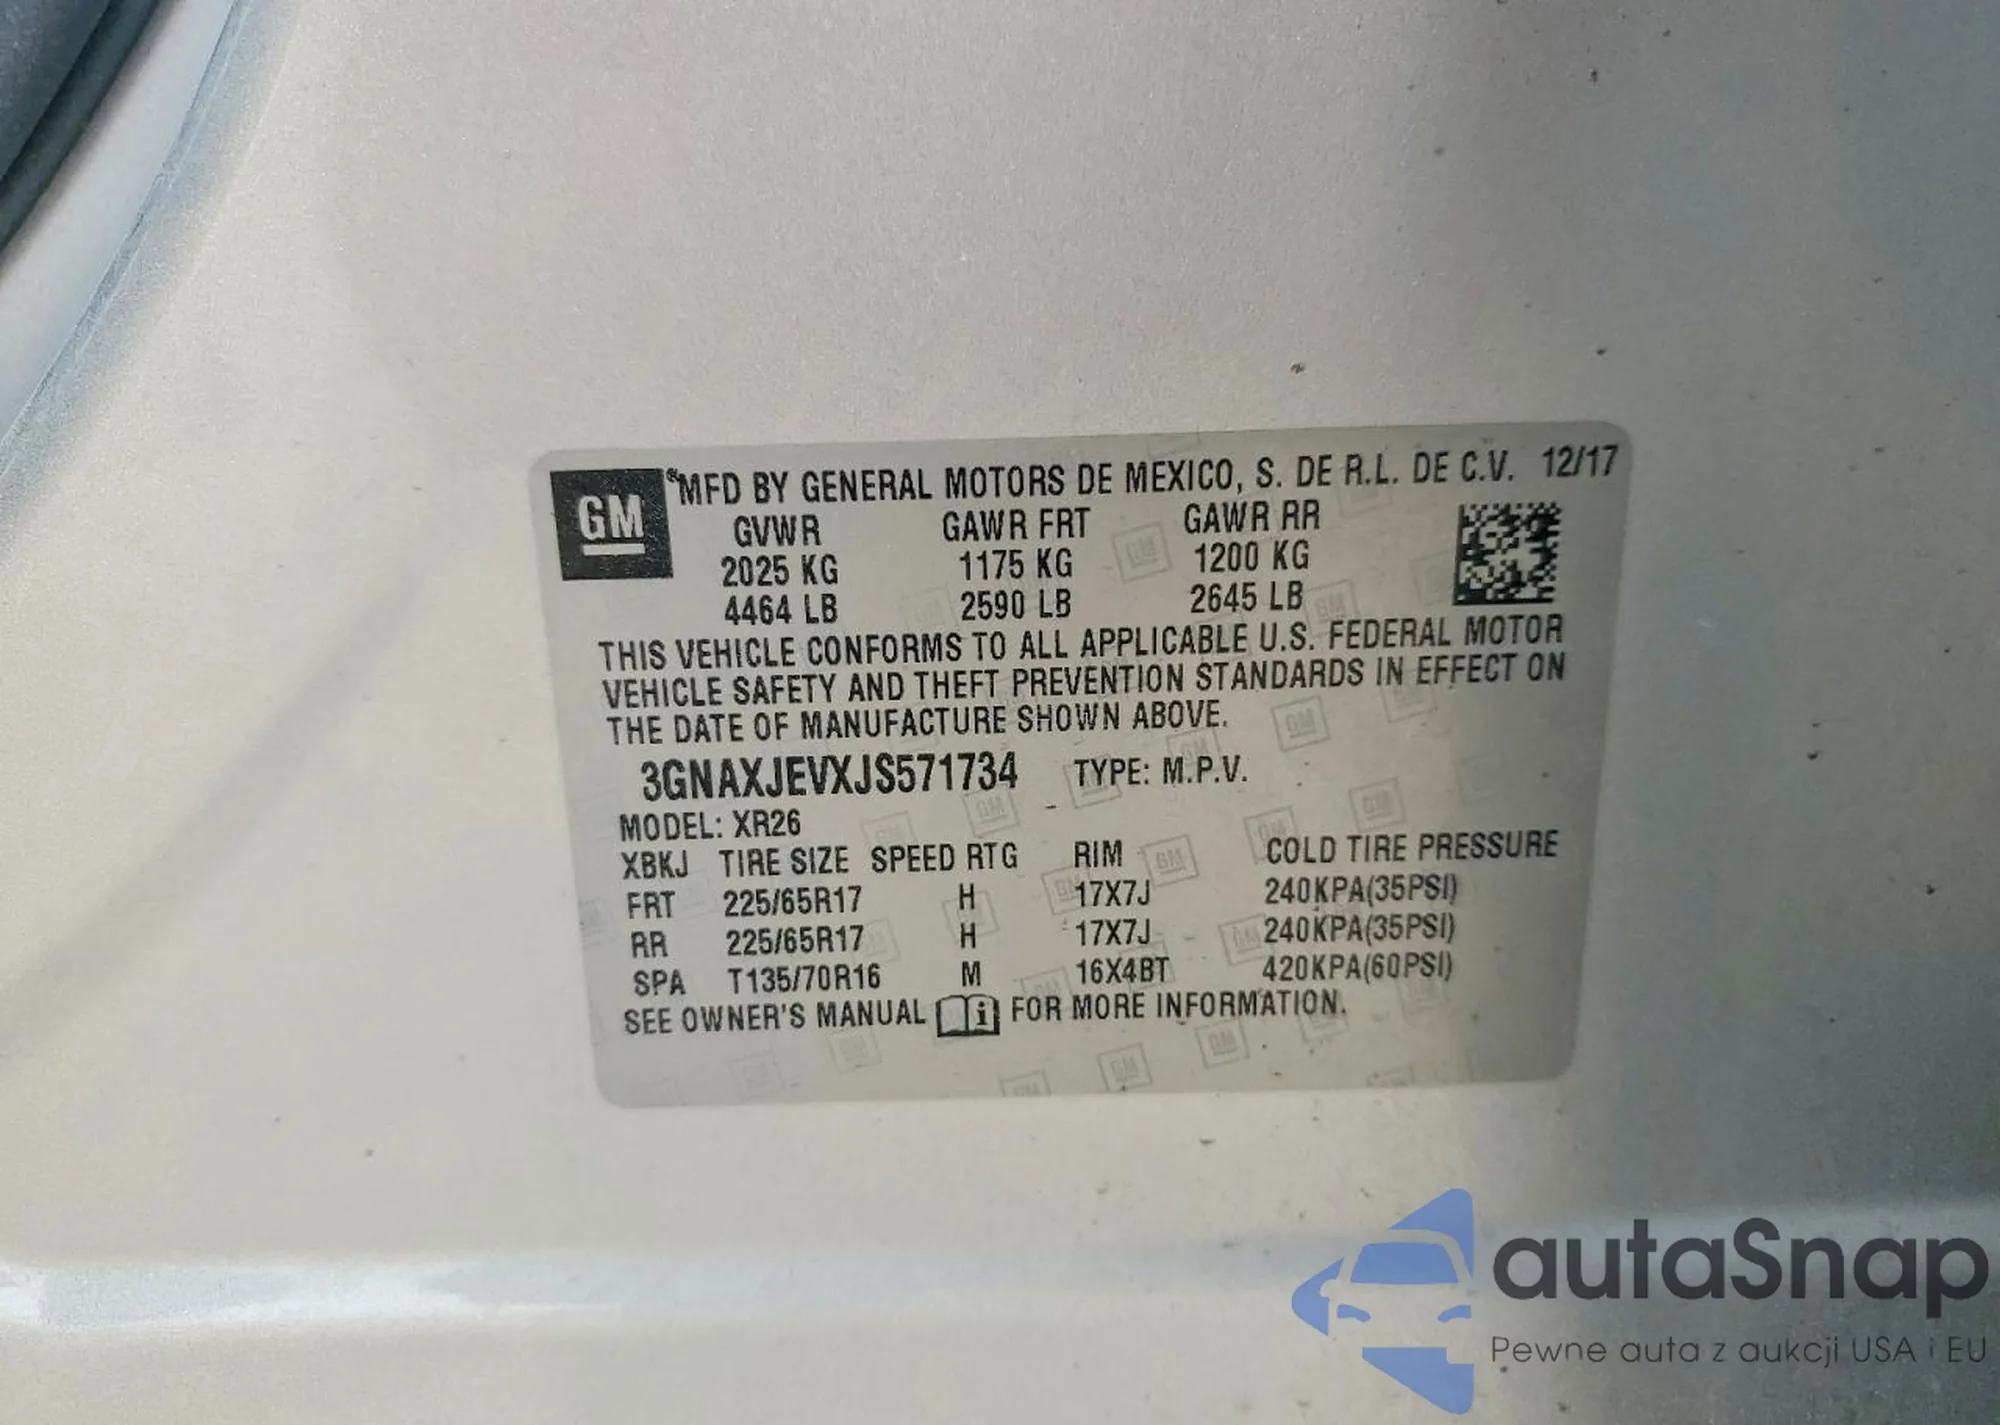 GM
®MFD BY GENERAL MOTORS DE MEXICO, S. DE R.L. DE C.V. 12/17
GVWR GAWR FRT GAWR RR
2025 KG 1175 KG 1200 KG
4464 LB 2590 LB 2645 LB
THIS VEHICLE CONFORMS TO ALL APPLICABLE U.S. FEDERAL MOTOR
VEHICLE SAFETY AND THEFT PREVENTION STANDARDS IN EFFECT ON
THE DATE OF MANUFACTURE SHOWN ABOVE.
3GNAXJEVXJS571734 TYPE: M.P.V.
MODEL: XR26
XBKJ TIRE SIZE SPEED RTG RIM COLD TIRE PRESSURE
FRT 225/65R17 H 17X7J 240KPA(35PSI)
RR 225/65R17 H 17X7J 240KPA(35PSI)
SPA T135/70R16 M 16X4BT 420KPA(60PSI)
SEE OWNER'S MANUAL i FOR MORE INFORMATION.
autaSnap
Pewne auta z aukcji USA i EU